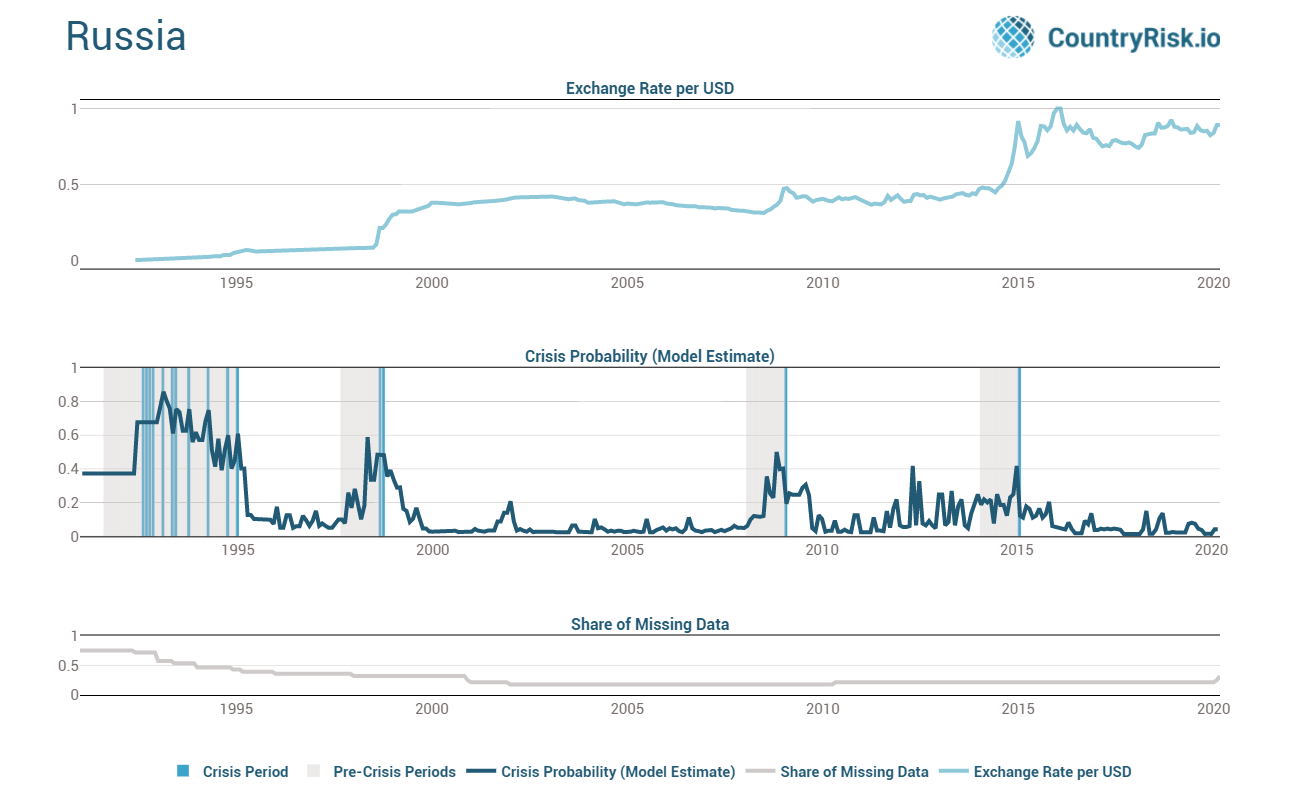 Russia
CountryRisk.io
Exchange Rate per USD
1
0.5
0
1995 2000 2005 2010 2015 2020
Crisis Probability (Model Estimate)
1
0.8
0.6
0.4
0.2
0
1995 2000 2005 2010 2015 2020
Share of Missing Data
1
0.5
0
1995 2000 2005 2010 2015 2020
Crisis Period Pre-Crisis Periods Crisis Probability (Model Estimate) Share of Missing Data Exchange Rate per USD